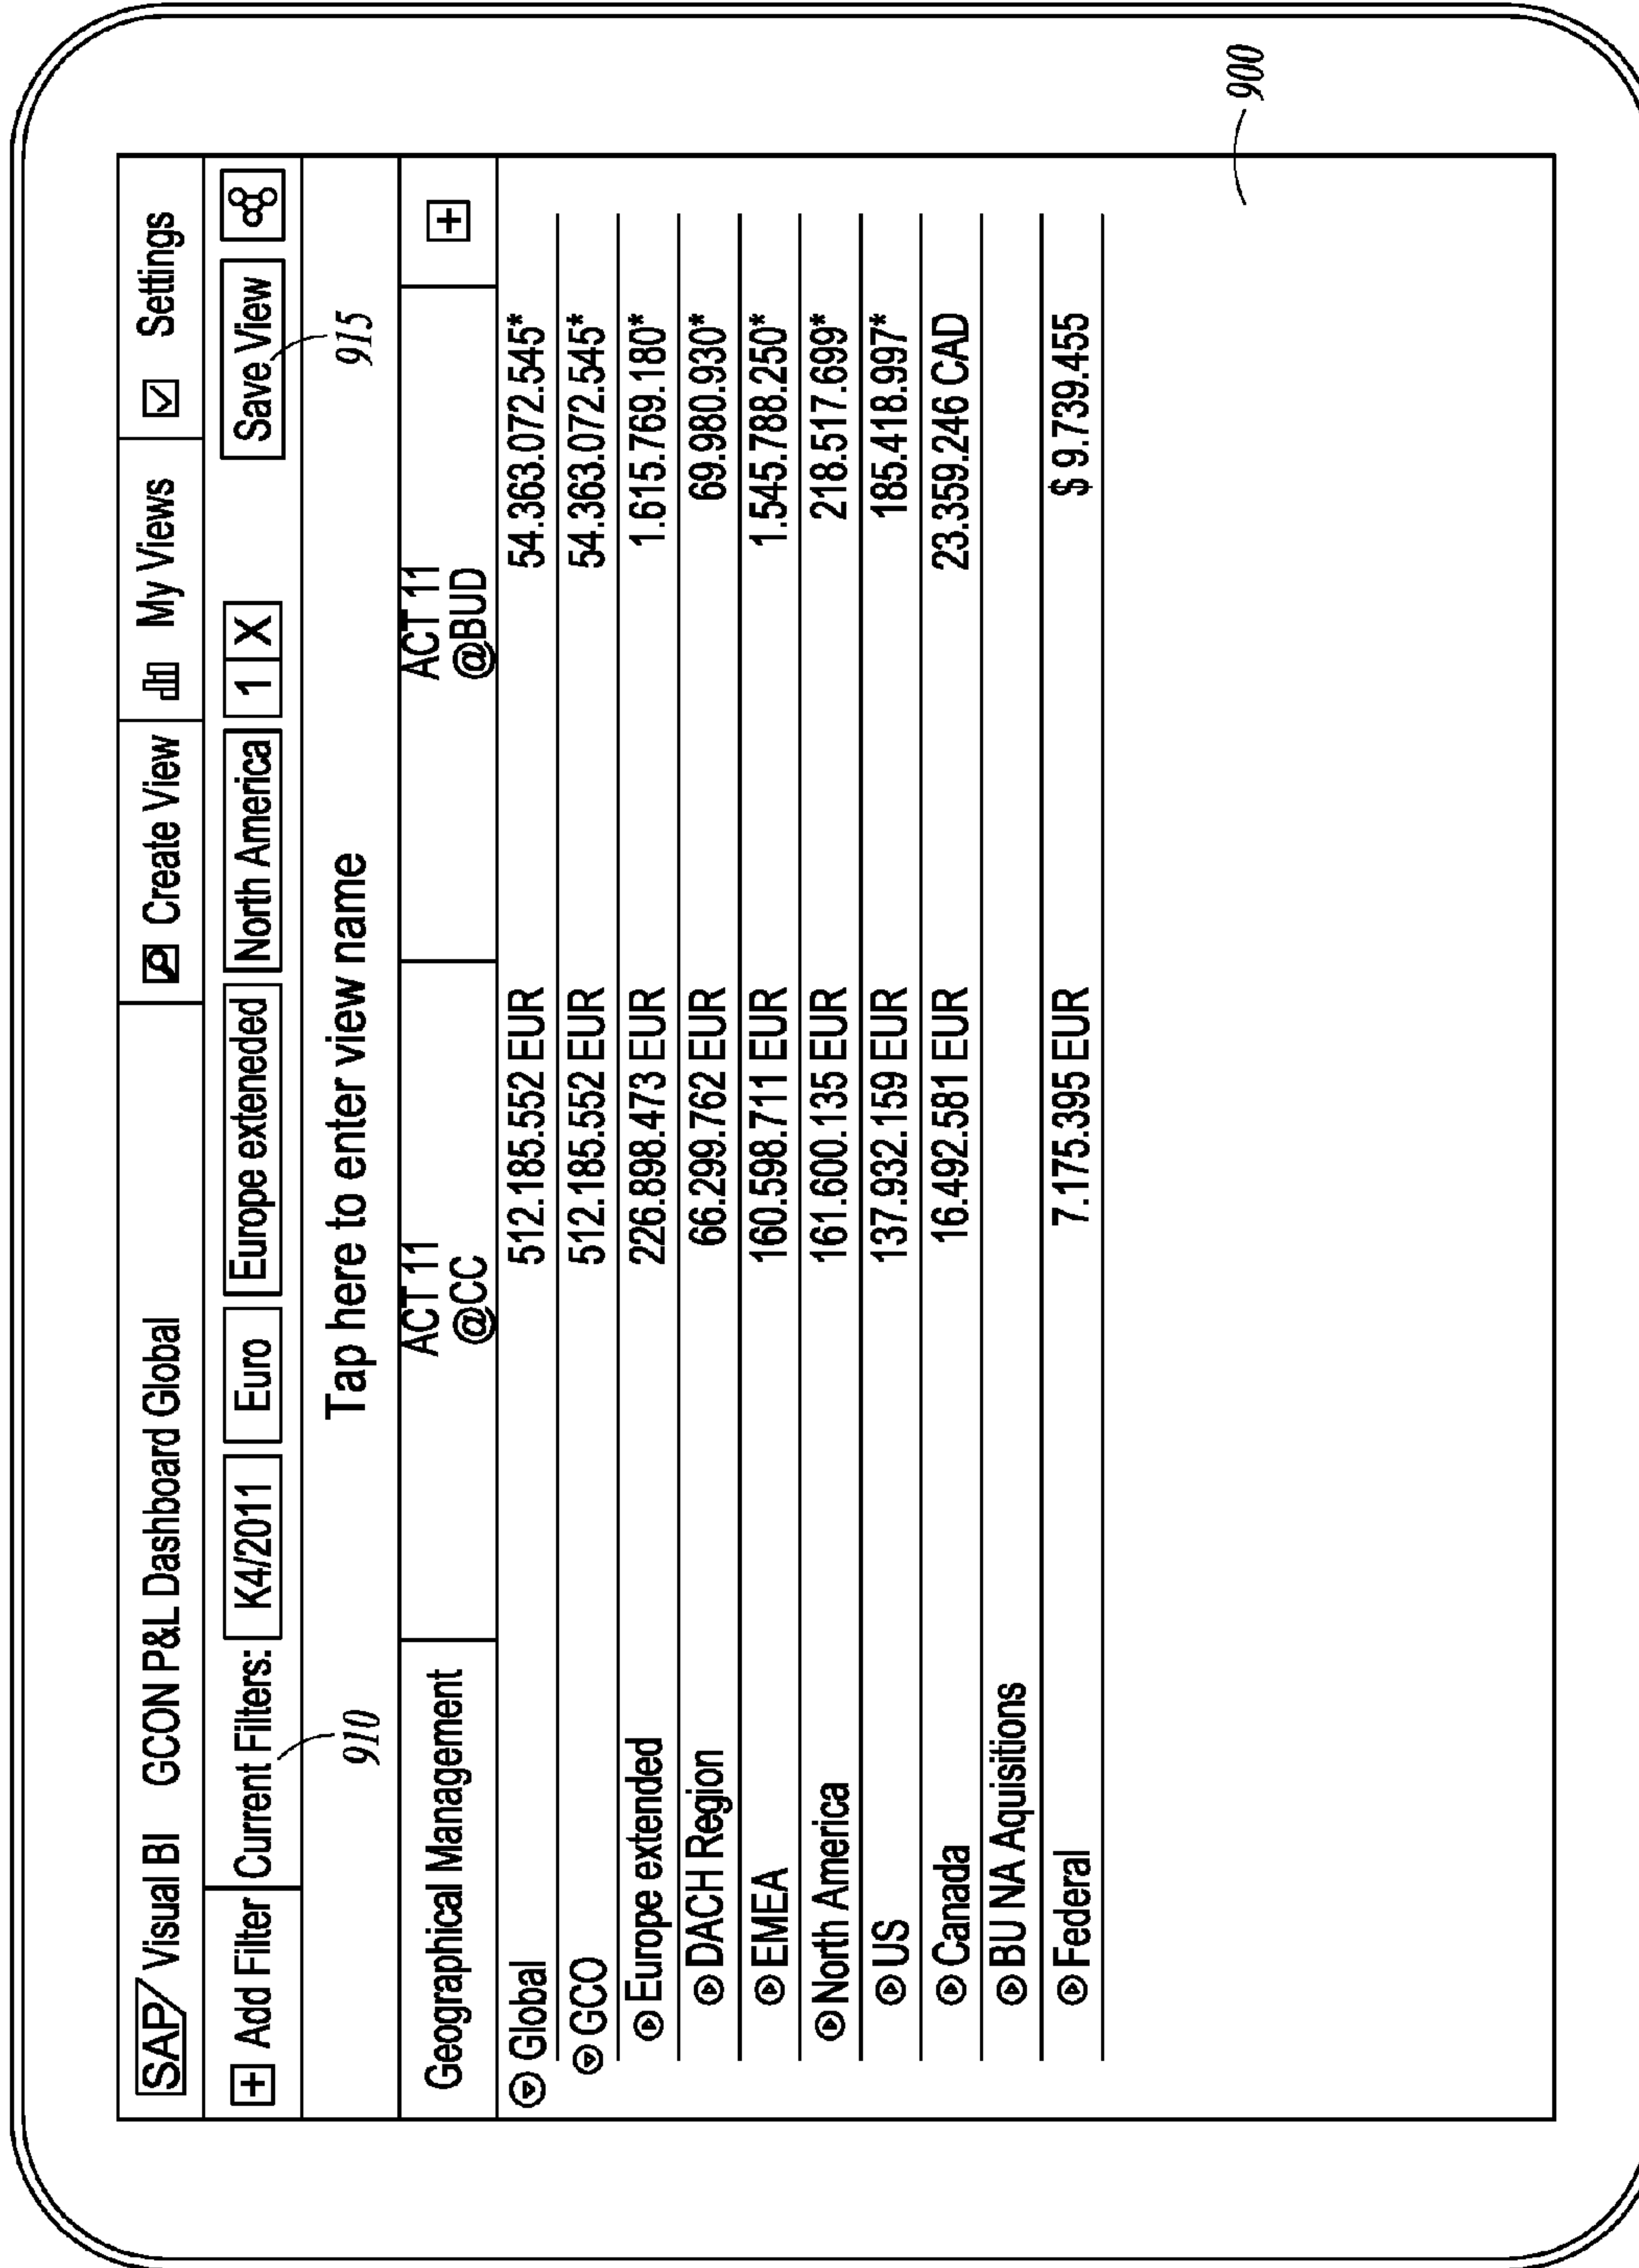 SAP Visual BI GCON P&L Dashboard Global Create View My Views Settings
+ Add Filter Current Filters: K4/2011 Euro Europe exteneded North America 1 X Save View
910 915
Tap here to enter view name
Geographical Management ACT 11 @CC ACT 11 @BUD +
Global 512.185.552 EUR 54.363.072.545*
GCO 512.185.552 EUR 54.363.072.545*
Europe extended 226.898.473 EUR 1.615.769.180*
DACH Region 66.299.762 EUR 69.980.930*
EMEA 160.598.711 EUR 1.545.788.250*
North America 161.600.135 EUR 218.517.699*
US 137.932.159 EUR 185.418.997*
Canada 16.492.581 EUR 23.359.246 CAD
BU NA Aquisitions
Federal 7.175.395 EUR $ 9.739.455
900